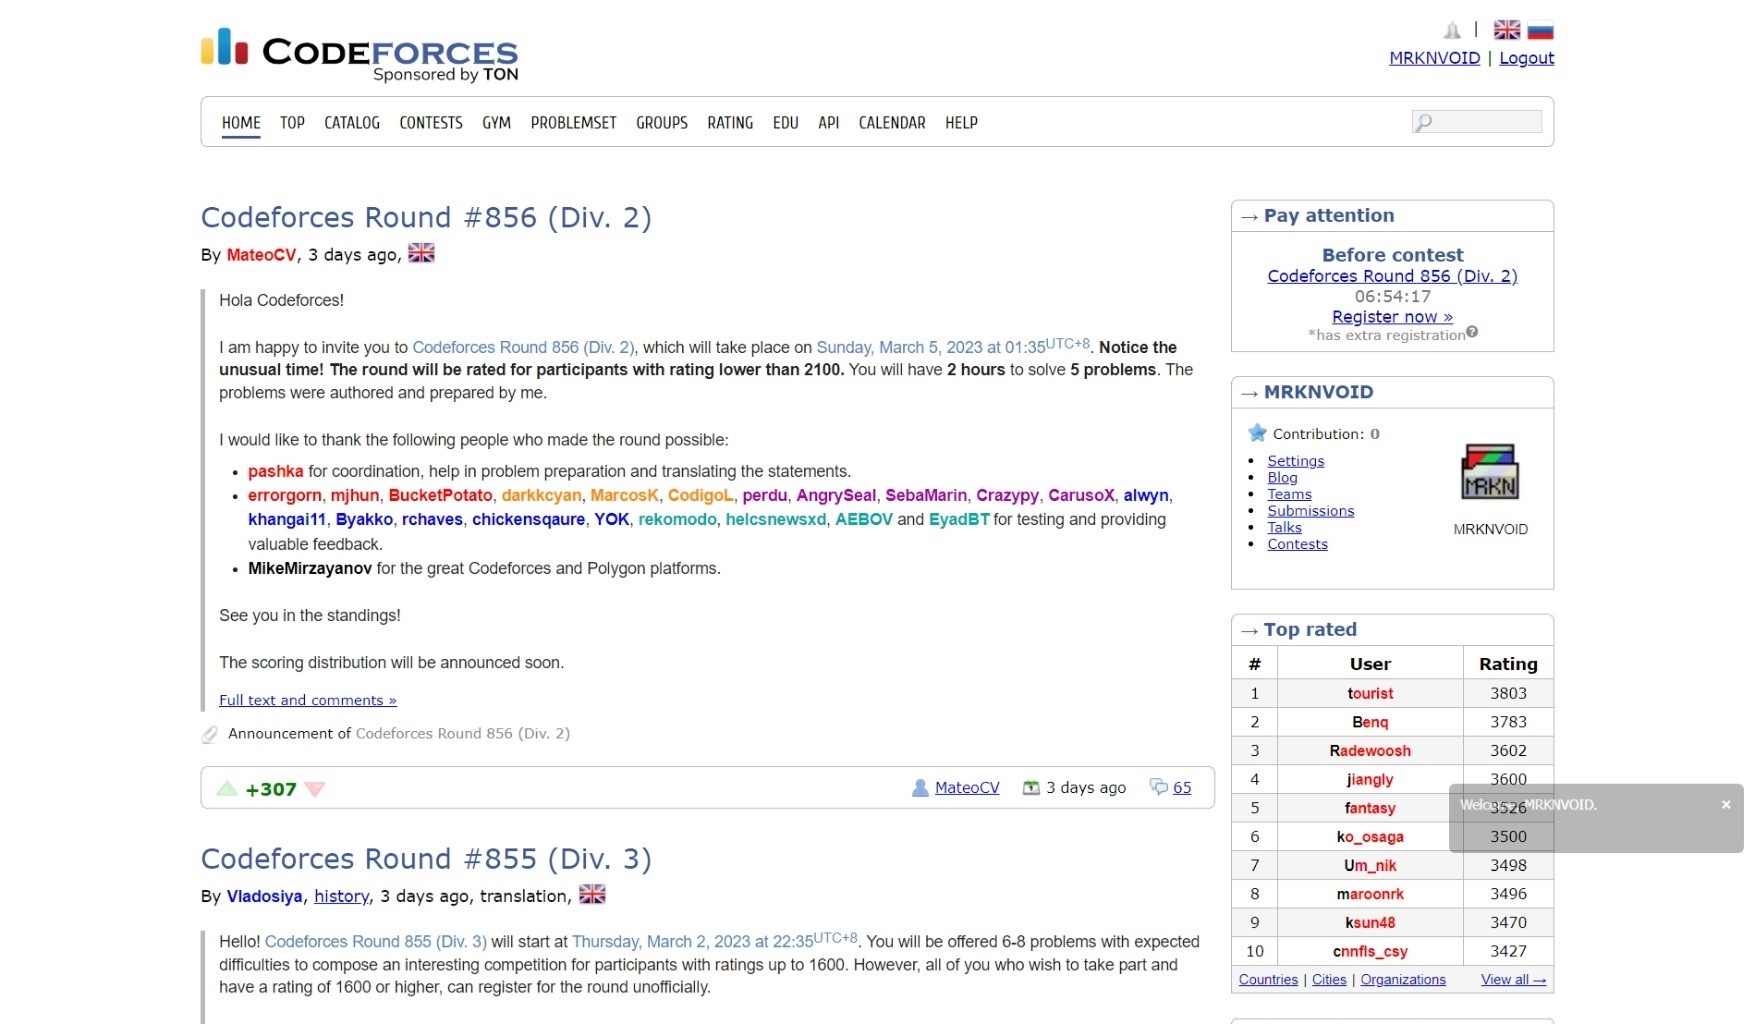 CODEFORCES
Sponsored by TON
|
MRKNVOID | Logout
HOME TOP CATALOG CONTESTS GYM PROBLEMSET GROUPS RATING EDU API CALENDAR HELP
Codeforces Round #856 (Div. 2)
By MateoCV, 3 days ago,
Hola Codeforces!
I am happy to invite you to Codeforces Round 856 (Div. 2), which will take place on Sunday, March 5, 2023 at 01:35UTC+8. Notice the
unusual time! The round will be rated for participants with rating lower than 2100. You will have 2 hours to solve 5 problems. The
problems were authored and prepared by me.
I would like to thank the following people who made the round possible:
• pashka for coordination, help in problem preparation and translating the statements.
• errorgorn, mjhun, BucketPotato, darkkcyan, MarcosK, CodigoL, perdu, AngrySeal, SebaMarin, Crazypy, CarusoX, alwyn,
khangai11, Byakko, rchaves, chickensqaure, YOK, rekomodo, helcsnewsxd, AEBOV and EyadBT for testing and providing
valuable feedback.
• MikeMirzayanov for the great Codeforces and Polygon platforms.
See you in the standings!
The scoring distribution will be announced soon.
Full text and comments »
Announcement of Codeforces Round 856 (Div. 2)
+307 MateoCV 3 days ago 65
Codeforces Round #855 (Div. 3)
By Vladosiya, history, 3 days ago, translation,
Hello! Codeforces Round 855 (Div. 3) will start at Thursday, March 2, 2023 at 22:35UTC+8. You will be offered 6-8 problems with expected
difficulties to compose an interesting competition for participants with ratings up to 1600. However, all of you who wish to take part and
have a rating of 1600 or higher, can register for the round unofficially.
→ Pay attention
Before contest
Codeforces Round 856 (Div. 2)
06:54:17
Register now »
*has extra registration?
→ MRKNVOID
Contribution: 0
• Settings
• Blog
• Teams
• Submissions
• Talks
• Contests
MRKN
MRKNVOID
→ Top rated
# User Rating
1 tourist 3803
2 Benq 3783
3 Radewoosh 3602
4 jiangly 3600
5 fantasy 3526
6 ko_osaga 3500
7 Um_nik 3498
8 maroonrk 3496
9 ksun48 3470
10 cnnfls_csy 3427
Countries | Cities | Organizations View all →
Welcome, MRKNVOID. ×